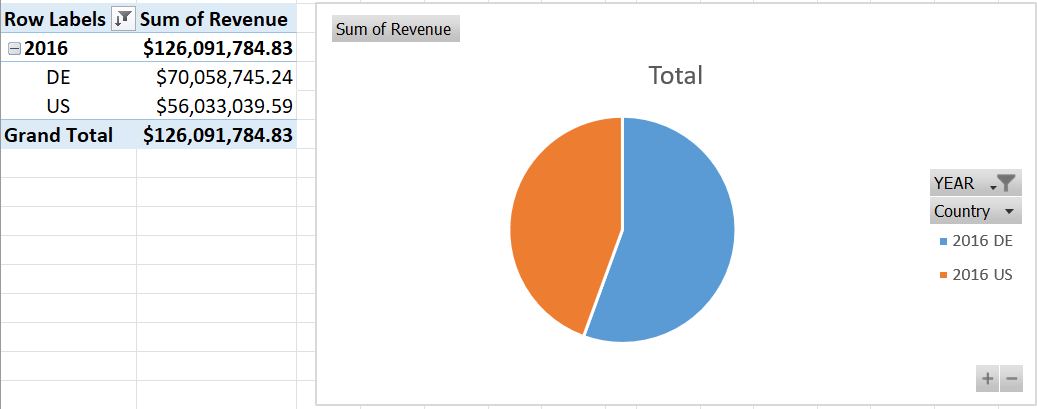 Row Labels Sum of Revenue
2016 $126,091,784.83
DE $70,058,745.24
US $56,033,039.59
Grand Total $126,091,784.83
Sum of Revenue
Total
YEAR
Country
2016 DE
2016 US
+ −